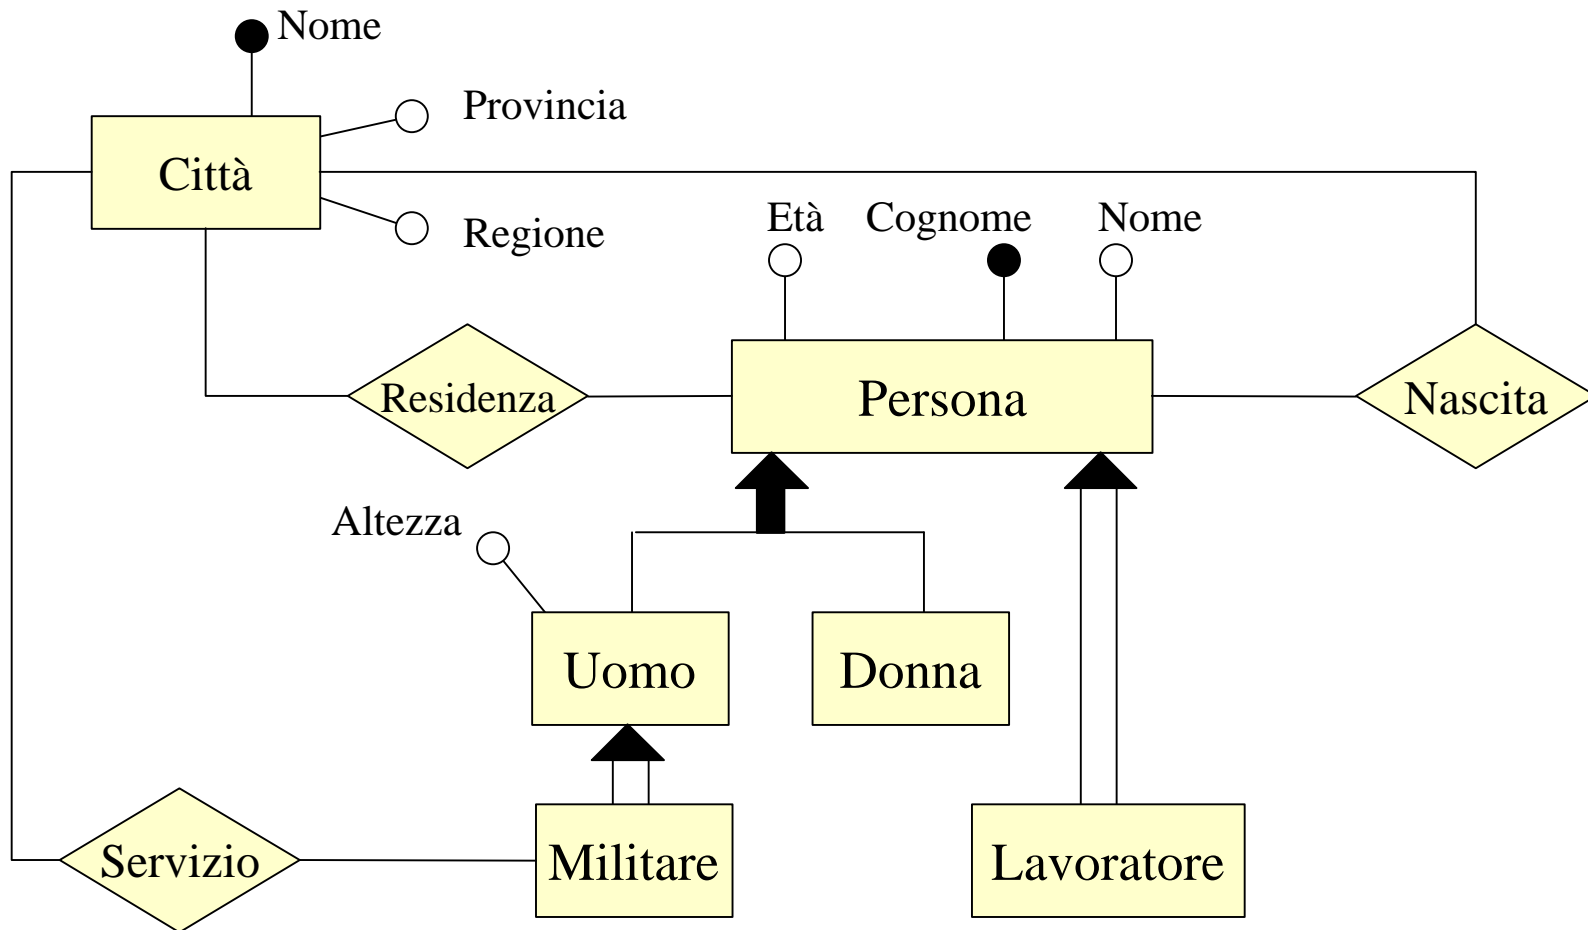 Nome
Provincia
Città
Regione
Età
Cognome
Nome
Residenza
Persona
Nascita
Altezza
Uomo
Donna
Servizio
Militare
Lavoratore